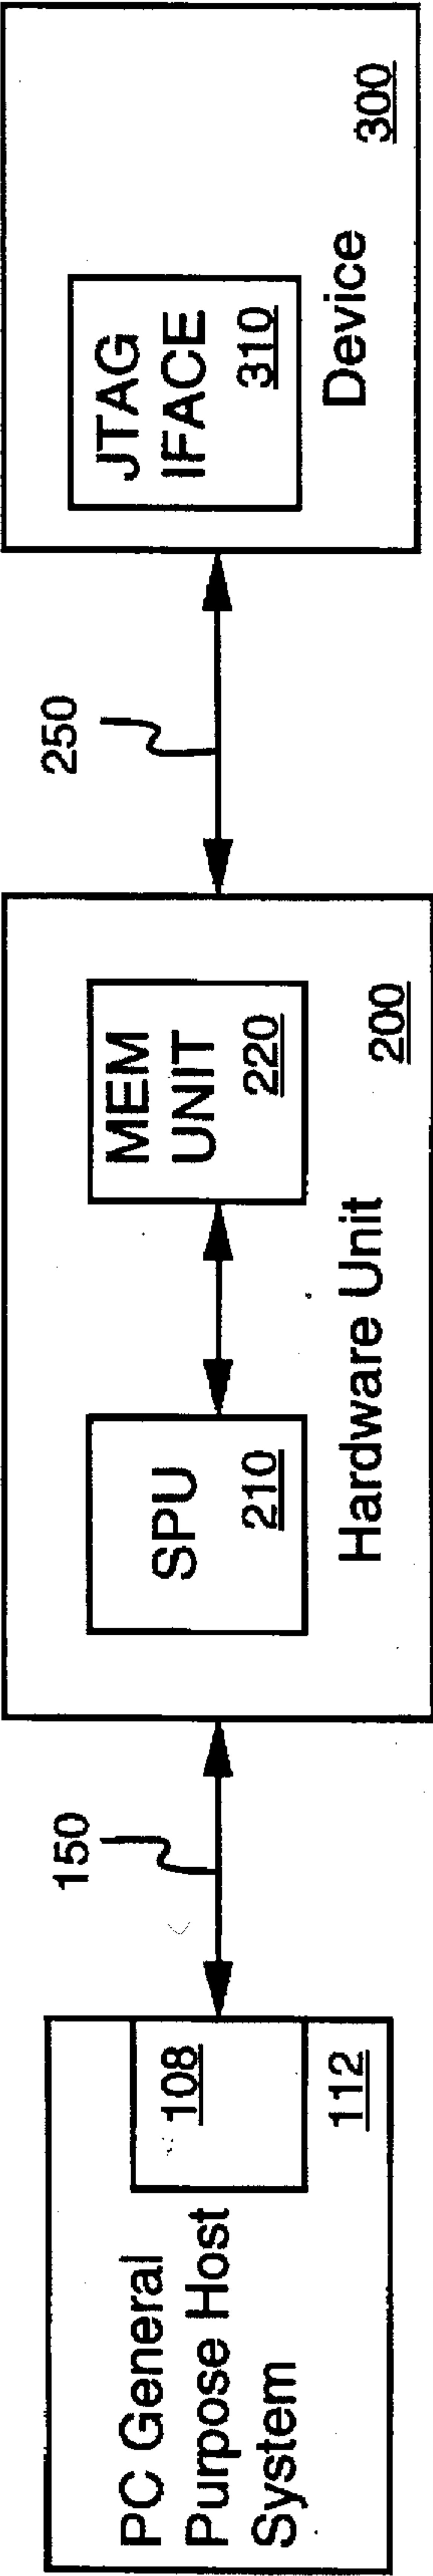 PC General
Purpose Host
System
108
112
150
SPU
210
MEM
UNIT
220
Hardware Unit
200
250
JTAG
IFACE
310
Device
300